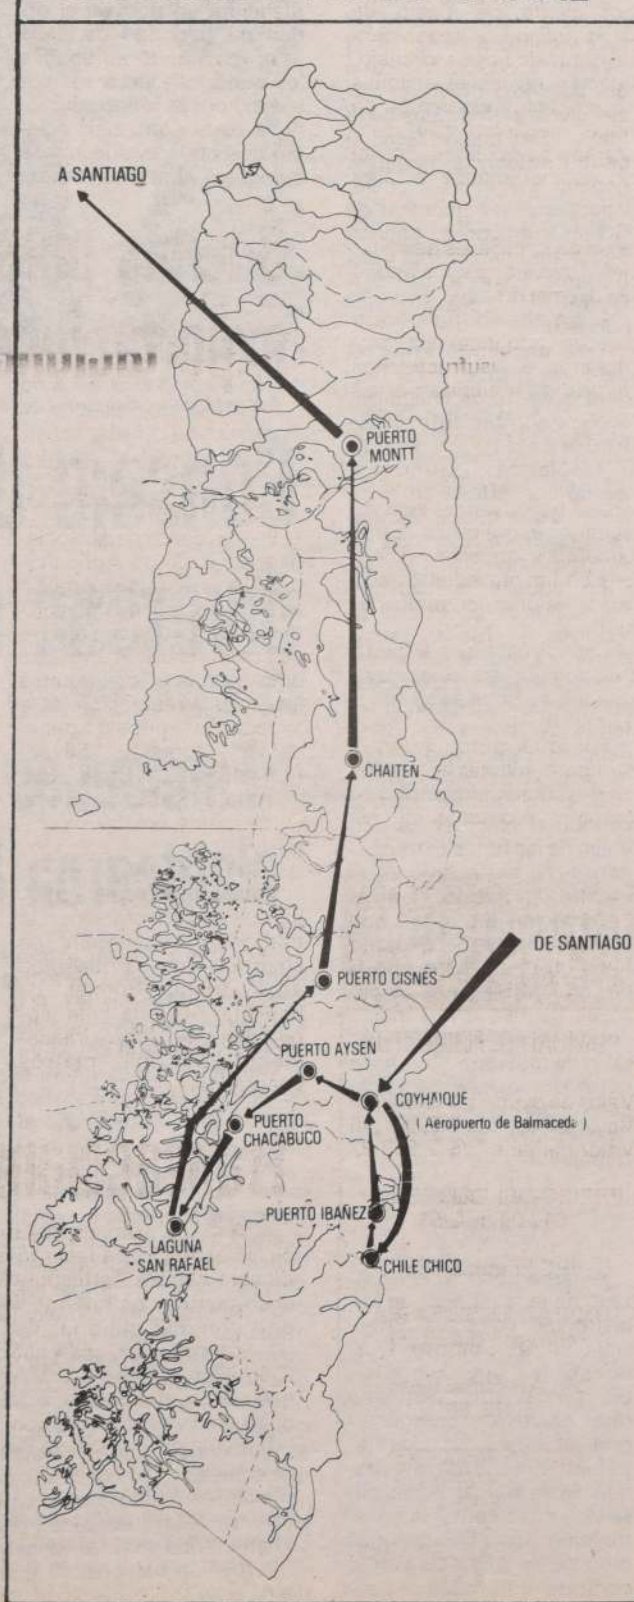 A SANTIAGO
usufruc
PUERTO
MONTT
CHAITEN
DE SANTIAGO
PUERTO CISNES
PUERTO AYSEN
COYHAIQUE
( Aeropuerto de Balmaceda )
PUERTO
CHACABUCO
PUERTO IBAÑEZ
LAGUNA
SAN RAFAEL
CHILE CHICO